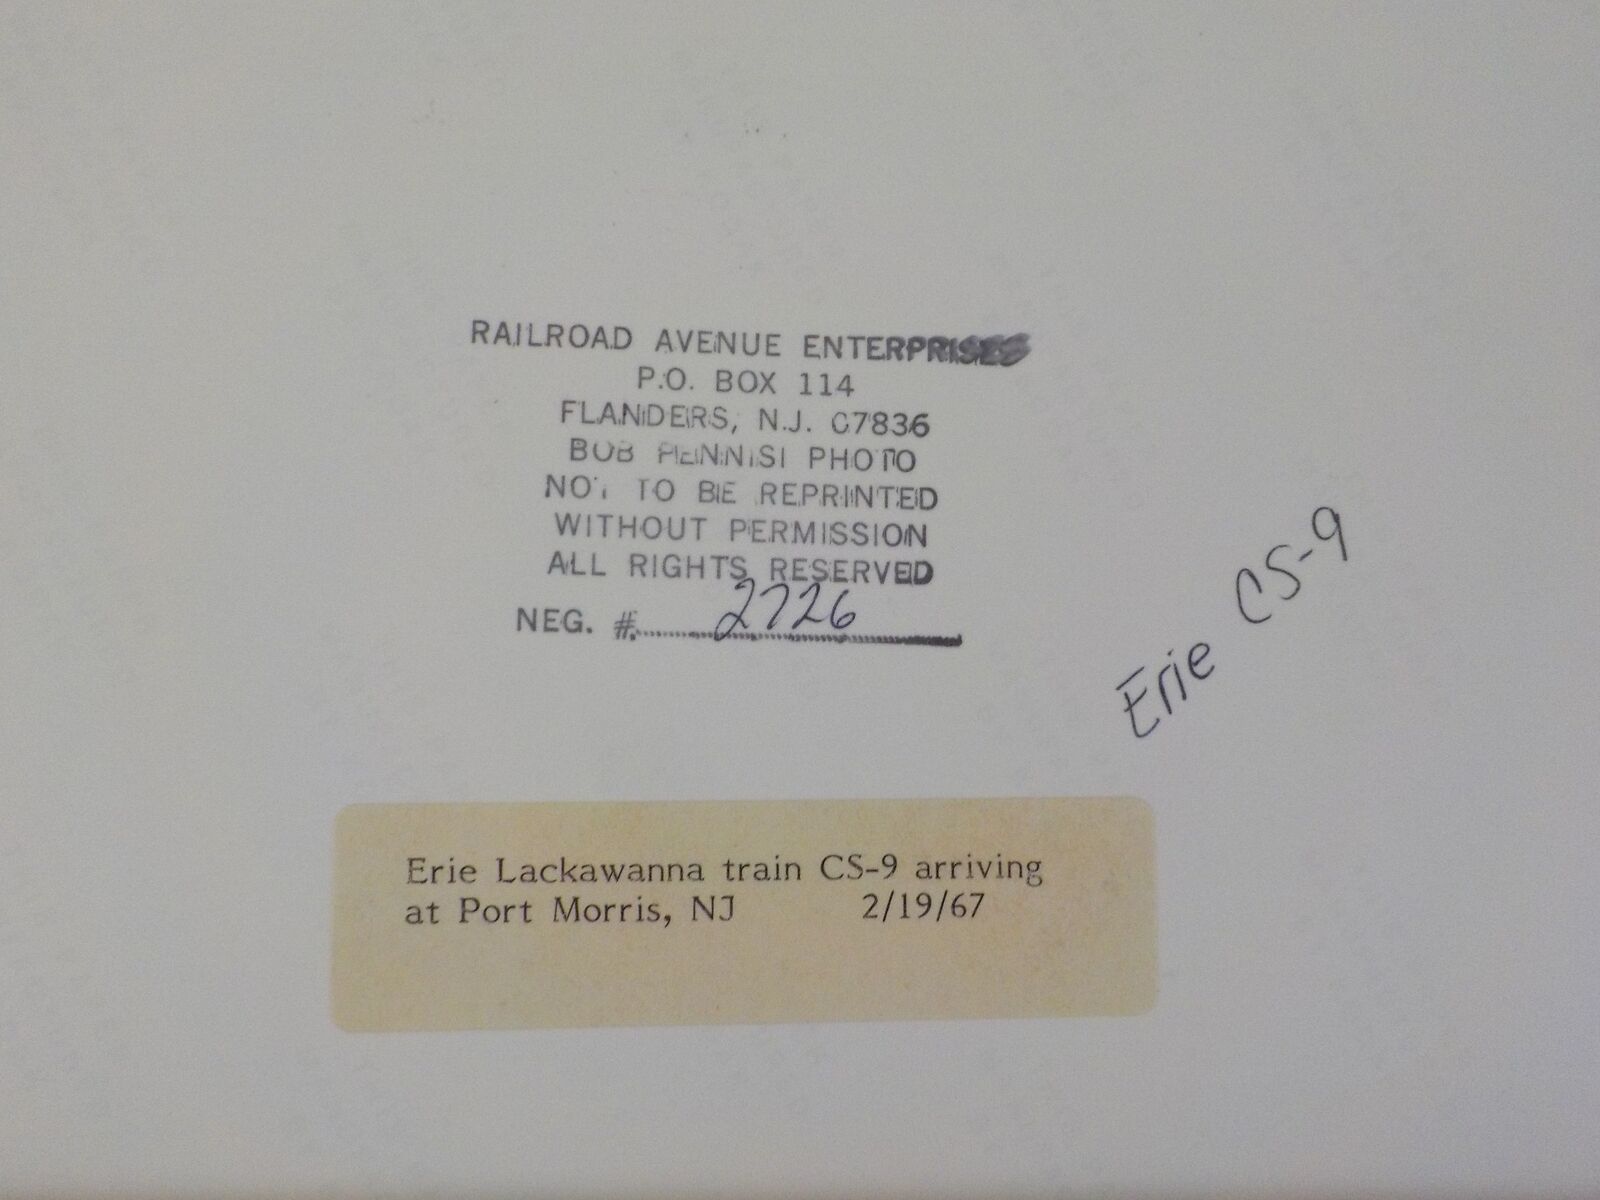 RAILROAD AVENUE ENTERPRISES
P.O. BOX 114
FLANDERS, N.J. 07836
BOB PENNISI PHOTO
NOT TO BE REPRINTED
WITHOUT PERMISSION
ALL RIGHTS RESERVED
NEG. # 2726
Erie CS-9
Erie Lackawanna train CS-9 arriving
at Port Morris, NJ 2/19/67